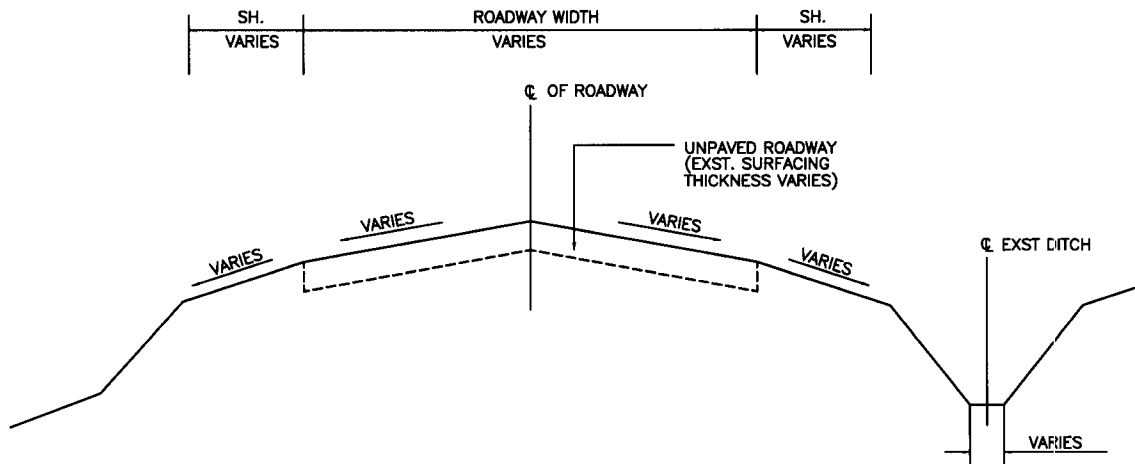 SH.
VARIES
ROADWAY WIDTH
VARIES
SH.
VARIES
℄ OF ROADWAY
UNPAVED ROADWAY
(EXST. SURFACING
THICKNESS VARIES)
VARIES
VARIES
VARIES
VARIES
℄ EXST DITCH
VARIES